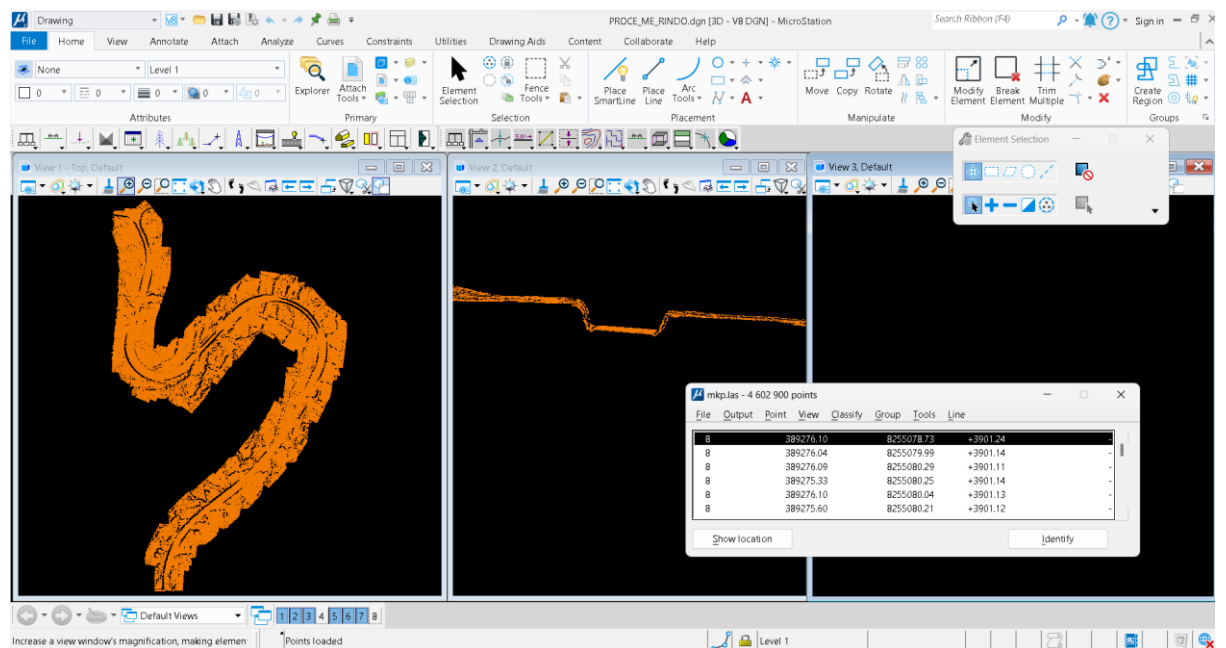 Drawing
PROCE_ME_RINDO.dgn [3D - V8 DGN] - MicroStation
Search Ribbon (F4)
Sign in
File Home View Annotate Attach Analyze Curves Constraints Utilities Drawing Aids Content Collaborate Help
None
Level 1
0 0 0 0 0
Attributes
Explorer
Attach Tools
Primary
Element Selection
Fence Tools
Selection
Place SmartLine
Place Line
Arc Tools
Placement
Move Copy Rotate
Manipulate
Modify Element
Break Element
Trim Multiple
Modify
Create Region
Groups
Element Selection
View 1 - Top, Default
View 2, Default
View 3, Default
mkp.las - 4 602 900 points
File Output Point View Classify Group Tools Line
8 389276.10 8255078.73 +3901.24 -
8 389276.04 8255079.99 +3901.14 -
8 389276.09 8255080.29 +3901.11 -
8 389275.33 8255080.25 +3901.14 -
8 389276.10 8255080.04 +3901.13 -
8 389275.60 8255080.21 +3901.12 -
Show location
Identify
Default Views
1 2 3 4 5 6 7 8
Increase a view window's magnification, making elemen
Points loaded
Level 1